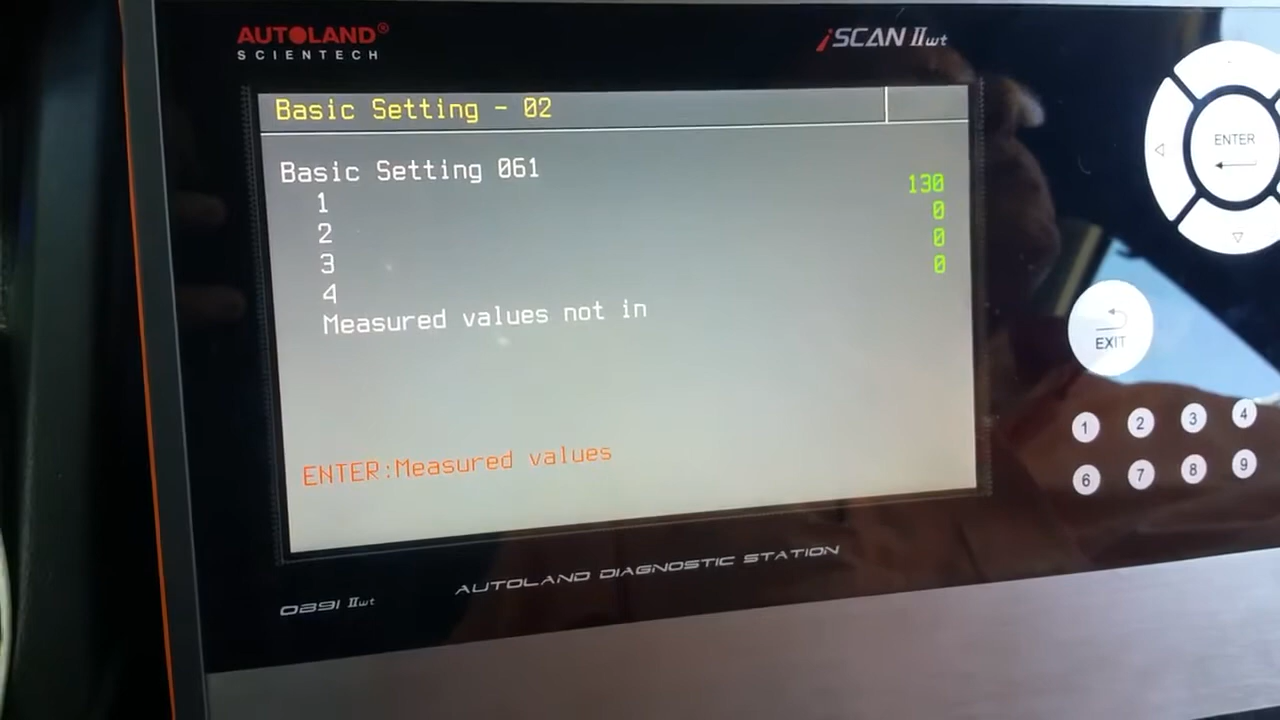 AUTOLAND®
SCIENTECH
iSCAN IIwt
Basic Setting - 02
Basic Setting 061
1 130
2 0
3 0
4 0
Measured values not in
ENTER:Measured values
ENTER
EXIT
1 2 3 4
6 7 8 9
AUTOLAND DIAGNOSTIC STATION